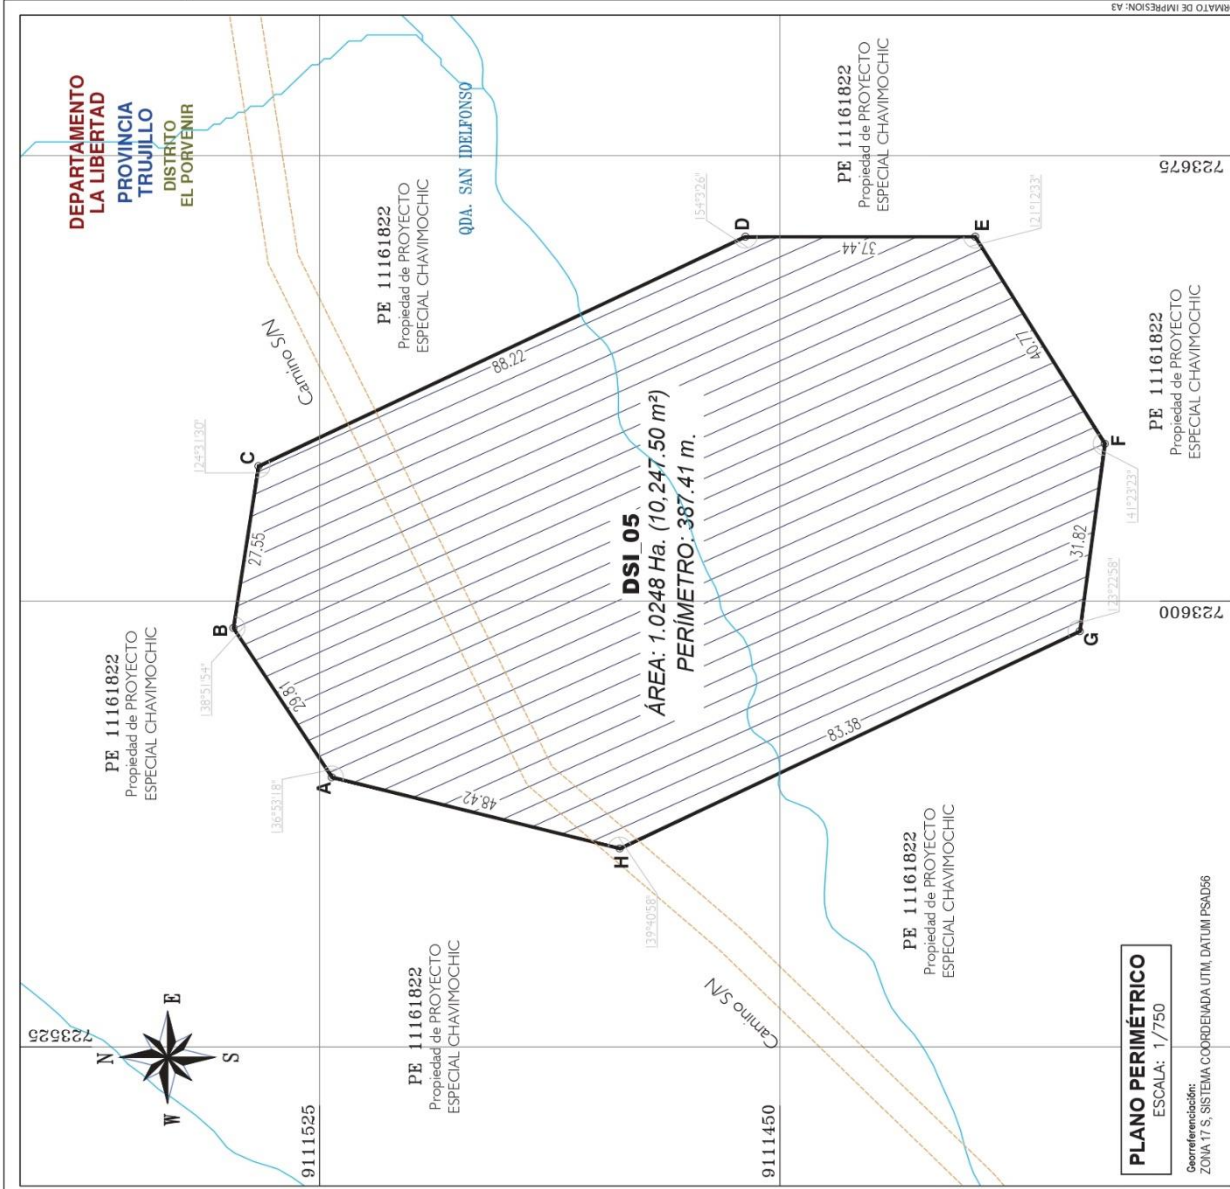 RMATO DE IMPRESION: A3
DEPARTAMENTO
LA LIBERTAD
PROVINCIA
TRUJILLO
DISTRITO
EL PORVENIR
723525
N
E
S
W
PE 11161822
Propiedad de PROYECTO
ESPECIAL CHAVIMOCHIC
PE 11161822
Propiedad de PROYECTO
ESPECIAL CHAVIMOCHIC
QDA. SAN IDELFONSO
Camino S/N
124°31'30"
C
27.55
B
138°51'54"
29.81
A
136°53'18"
9111525
88.22
48.42
PE 11161822
Propiedad de PROYECTO
ESPECIAL CHAVIMOCHIC
H
139°40'58"
DSI_05
ÁREA: 1.0248 Ha. (10,247.50 m²)
PERÍMETRO: 387.41 m.
154°3'26"
D
37.44
PE 11161822
Propiedad de PROYECTO
ESPECIAL CHAVIMOCHIC
Camino S/N
9111450
83.38
E
121°12'33"
40.77
PE 11161822
Propiedad de PROYECTO
ESPECIAL CHAVIMOCHIC
F
141°23'23"
31.82
G
123°22'58"
PE 11161822
Propiedad de PROYECTO
ESPECIAL CHAVIMOCHIC
723675
723600
PLANO PERIMÉTRICO
ESCALA: 1/750
Georreferenciación:
ZONA 17 S, SISTEMA COORDENADA UTM, DATUM PSAD56